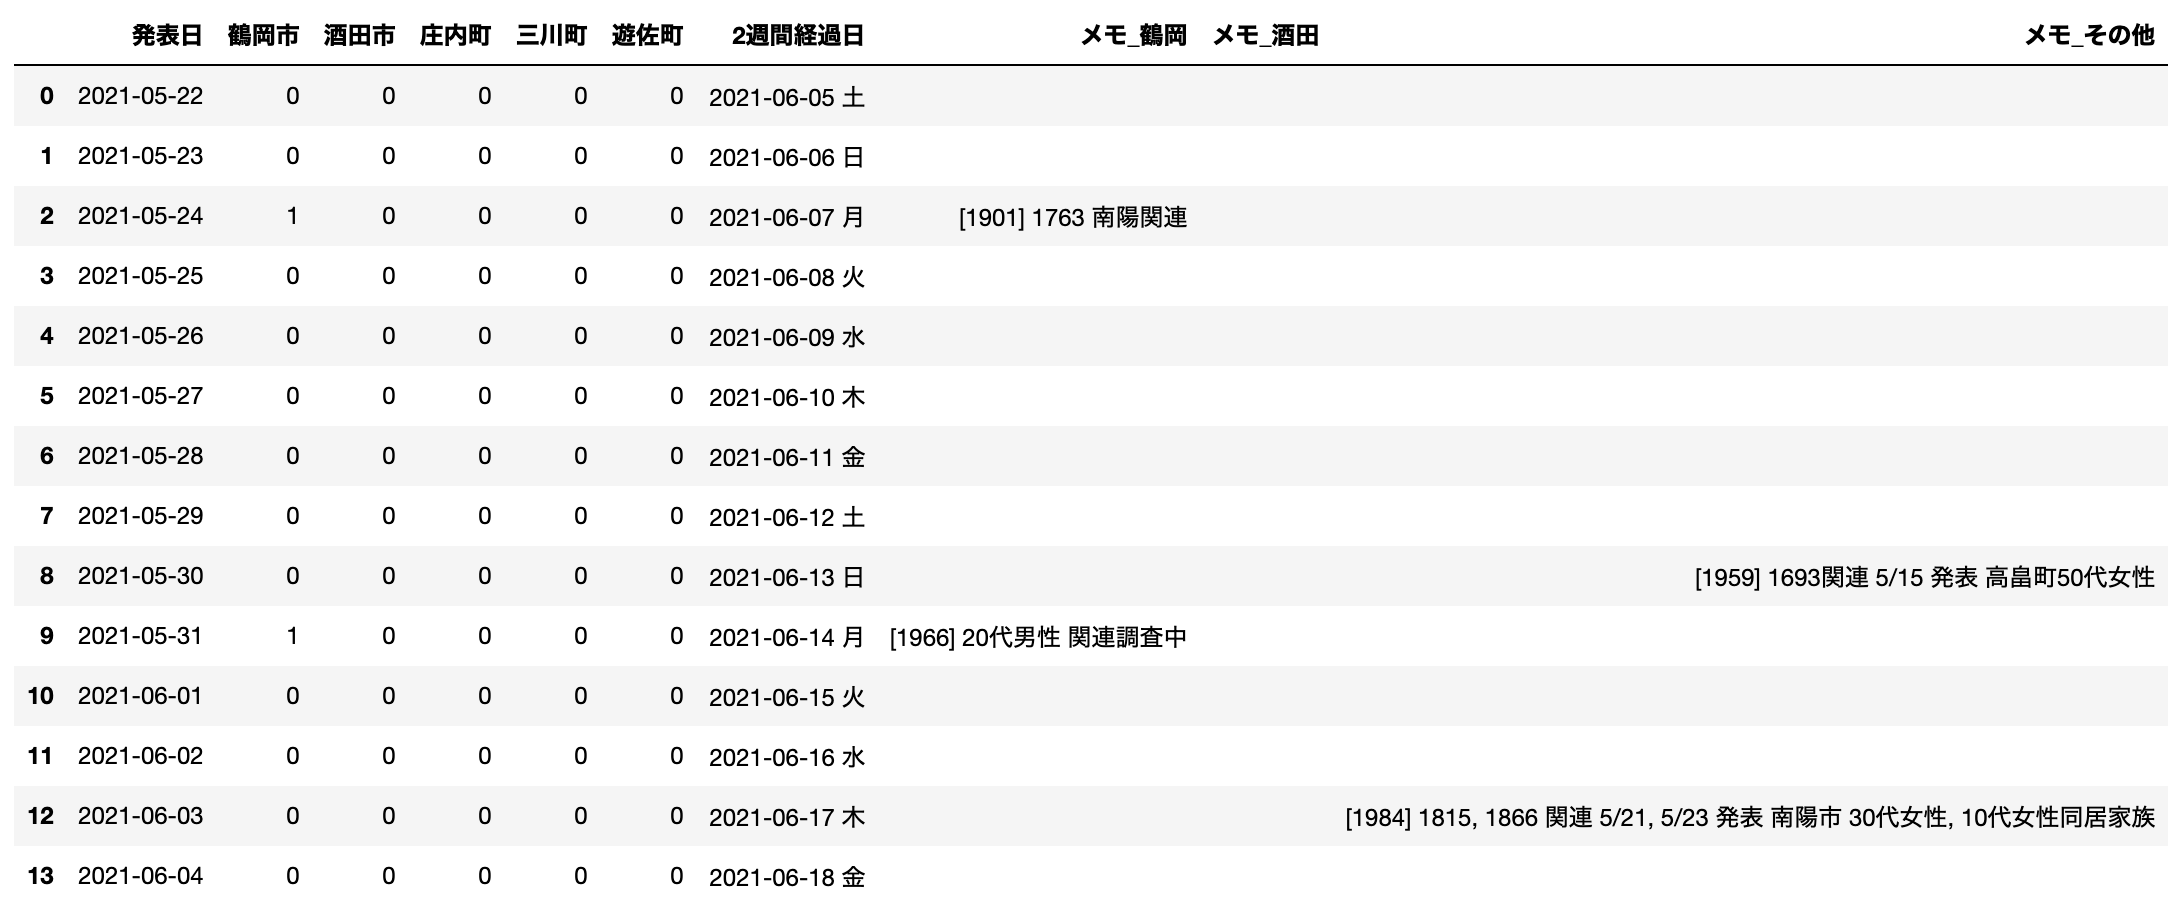 発表日 鶴岡市 酒田市 庄内町 三川町 遊佐町 2週間経過日 メモ_鶴岡 メモ_酒田 メモ_その他
0 2021-05-22 0 0 0 0 0 2021-06-05 土
1 2021-05-23 0 0 0 0 0 2021-06-06 日
2 2021-05-24 1 0 0 0 0 2021-06-07 月 [1901] 1763 南陽関連
3 2021-05-25 0 0 0 0 0 2021-06-08 火
4 2021-05-26 0 0 0 0 0 2021-06-09 水
5 2021-05-27 0 0 0 0 0 2021-06-10 木
6 2021-05-28 0 0 0 0 0 2021-06-11 金
7 2021-05-29 0 0 0 0 0 2021-06-12 土
8 2021-05-30 0 0 0 0 0 2021-06-13 日 [1959] 1693関連 5/15 発表 高畠町50代女性
9 2021-05-31 1 0 0 0 0 2021-06-14 月 [1966] 20代男性 関連調査中
10 2021-06-01 0 0 0 0 0 2021-06-15 火
11 2021-06-02 0 0 0 0 0 2021-06-16 水
12 2021-06-03 0 0 0 0 0 2021-06-17 木 [1984] 1815, 1866 関連 5/21, 5/23 発表 南陽市 30代女性, 10代女性同居家族
13 2021-06-04 0 0 0 0 0 2021-06-18 金